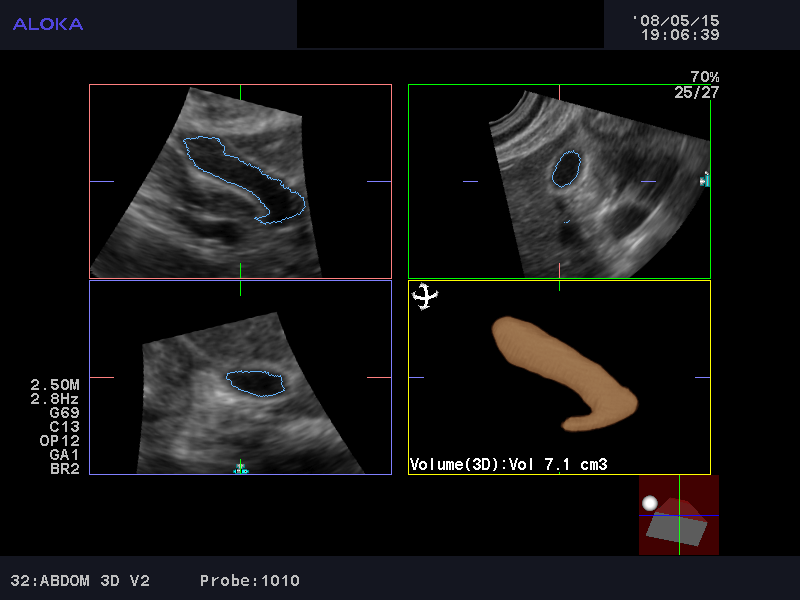 ALOKA
'08/05/15
19:06:39
70%
25/27
2.50M
2.8Hz
G69
C13
OP12
GA1
BR2
Volume(3D):Vol 7.1 cm3
32:ABDOM 3D V2 Probe:1010